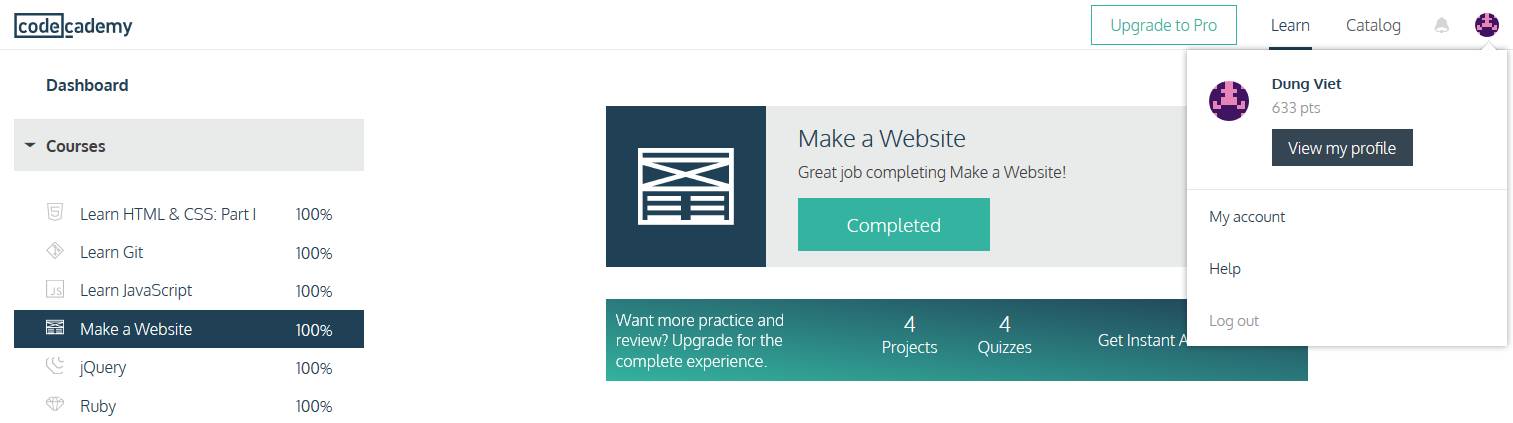 codecademy
Upgrade to Pro
Learn
Catalog
Dashboard
Courses
Learn HTML & CSS: Part I 100%
Learn Git 100%
Learn JavaScript 100%
Make a Website 100%
jQuery 100%
Ruby 100%
Make a Website
Great job completing Make a Website!
Completed
Want more practice and
review? Upgrade for the
complete experience.
4
Projects
4
Quizzes
Get Instant A
Dung Viet
633 pts
View my profile
My account
Help
Log out